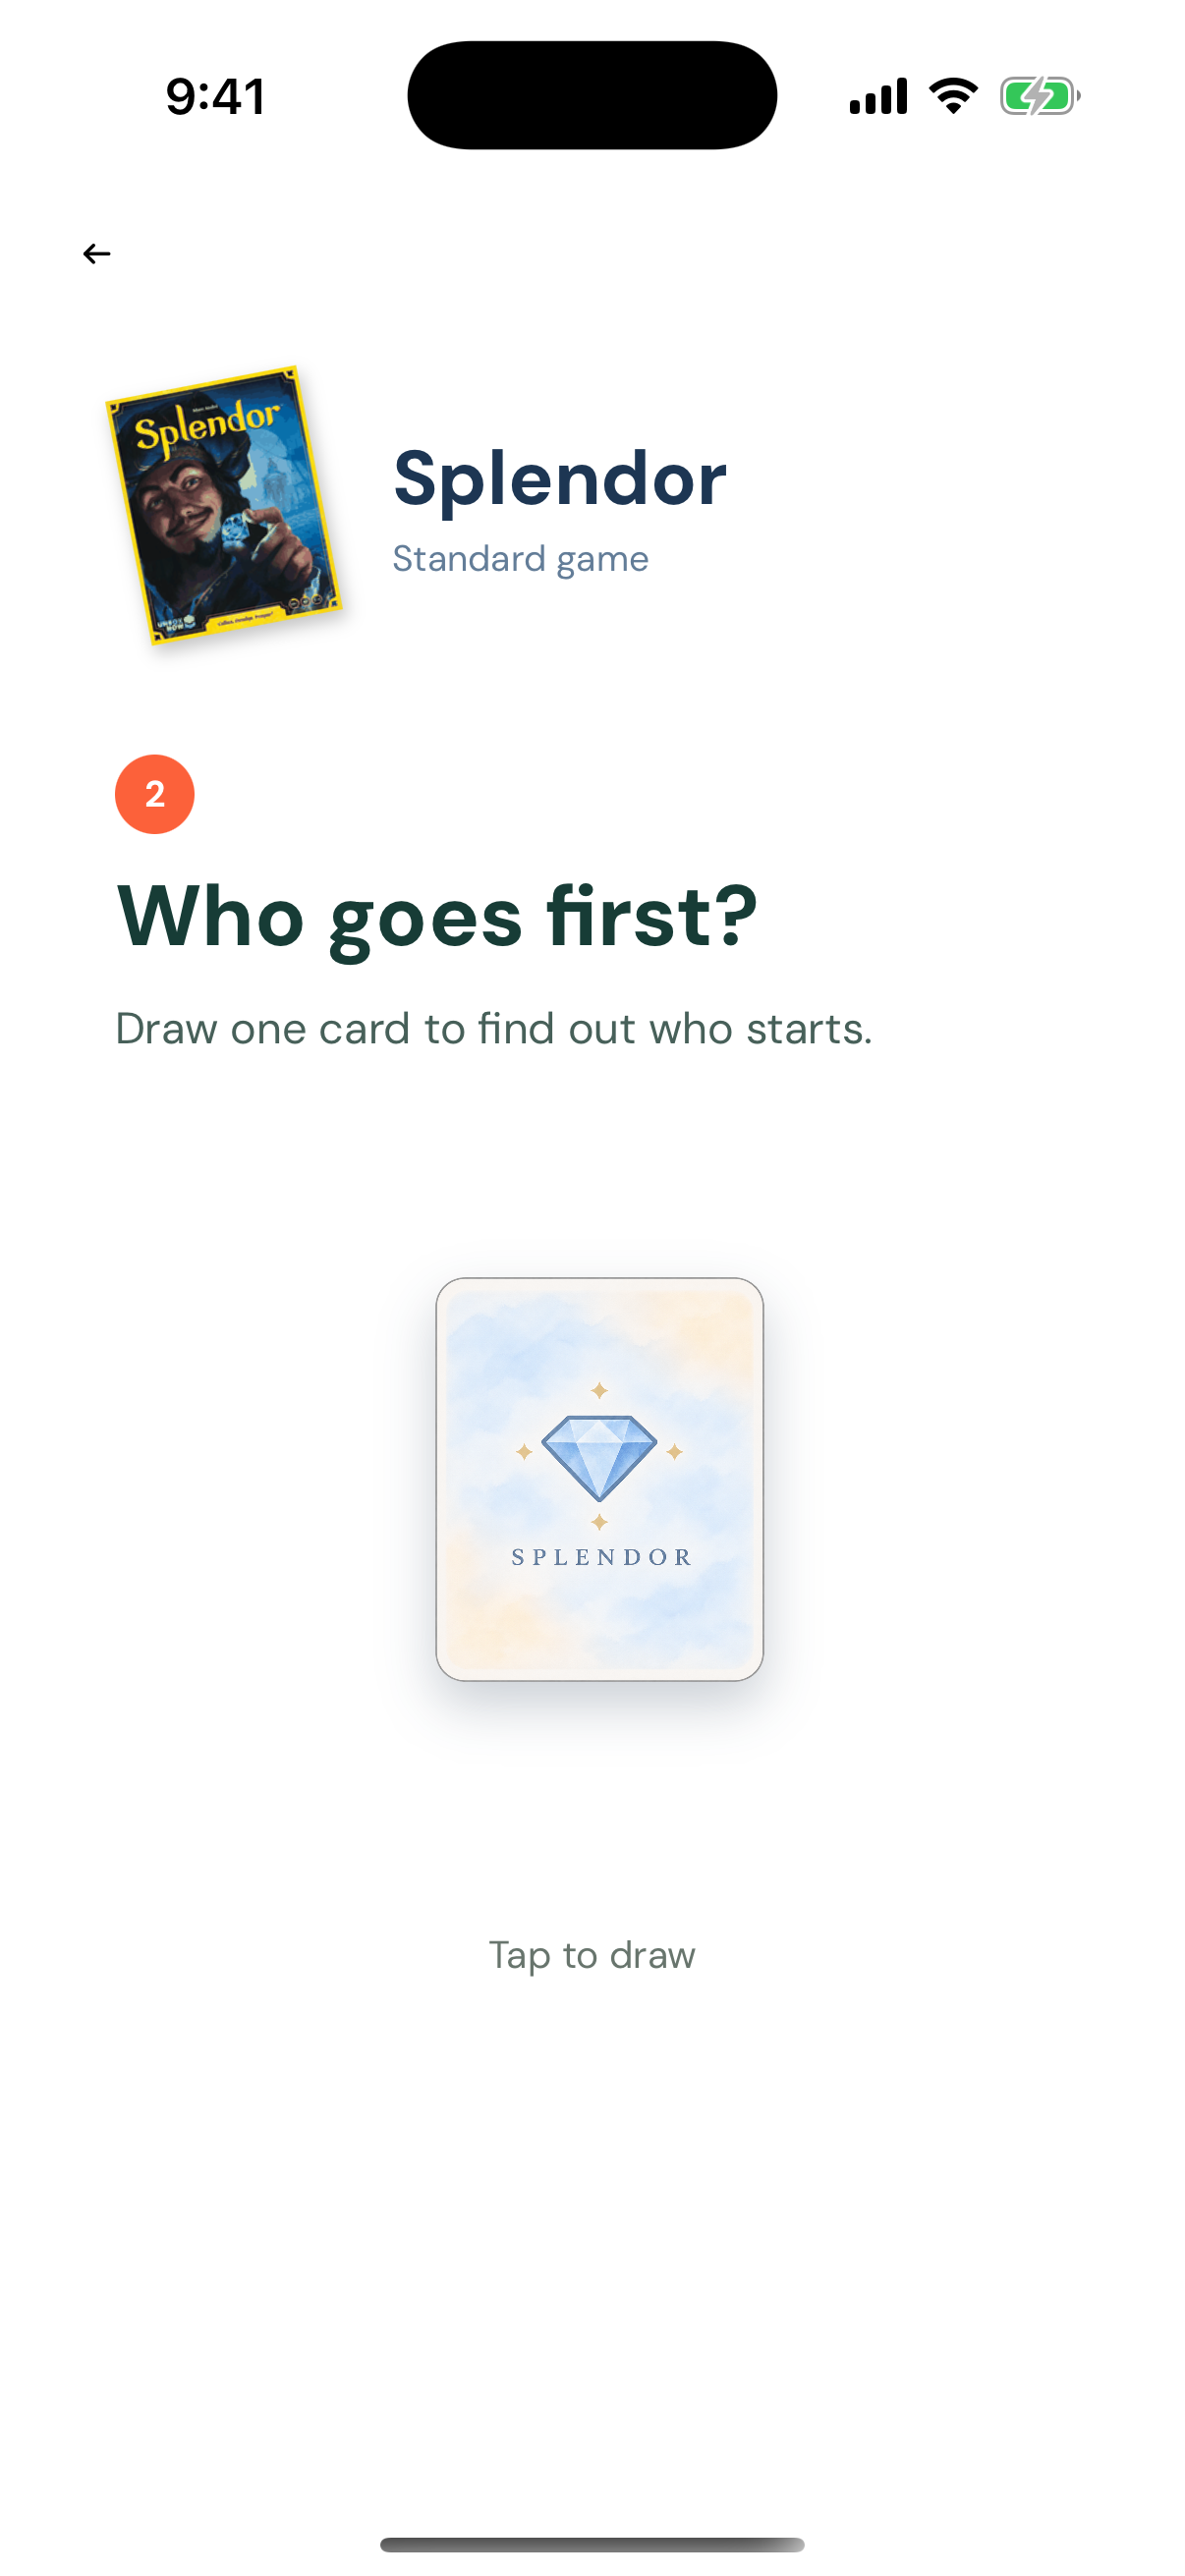 9:41
Splendor
Splendor
Standard game
2
Who goes first?
Draw one card to find out who starts.
SPLENDOR
Tap to draw